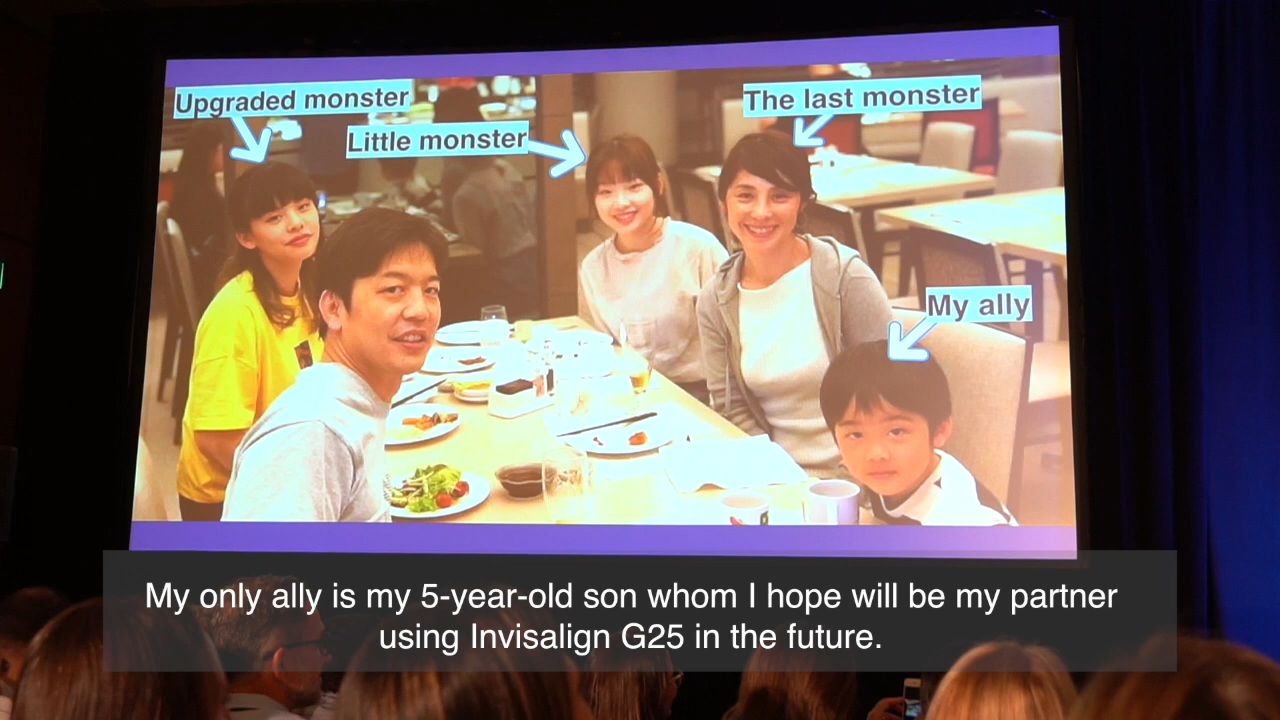 Upgraded monster
Little monster
The last monster
My ally
My only ally is my 5-year-old son whom I hope will be my partner
using Invisalign G25 in the future.